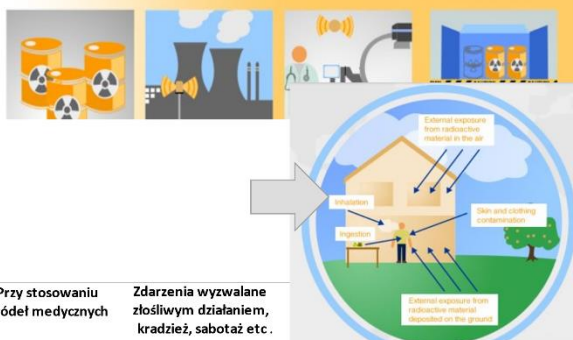 External exposure
from radioactive
material in the air
Inhalation
Skin and clothing
contamination
Ingestion
External exposure from
radioactive material
deposited on the ground
Przy stosowaniu
medycznych
Zdarzenia wyzwalane
złośliwym działaniem,
kradzież, sabotaż etc.